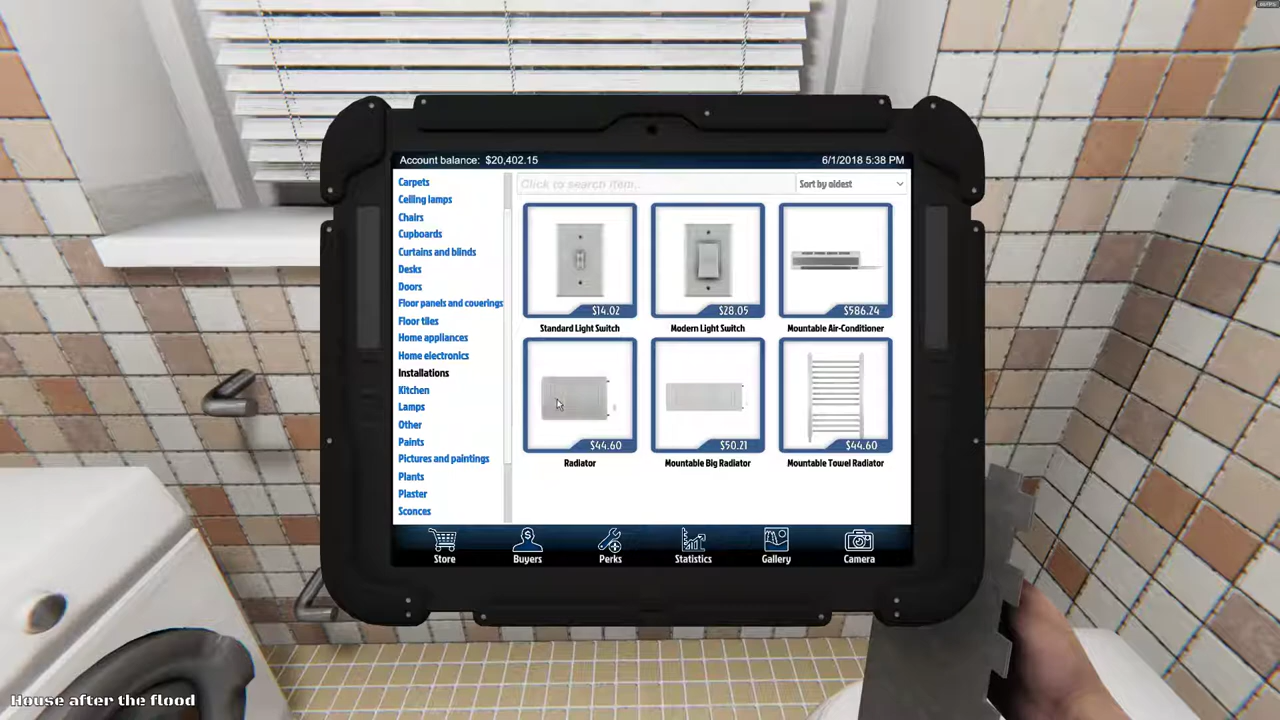 Account balance: $20,402.15
6/1/2018 5:38 PM
Carpets
Ceiling lamps
Chairs
Cupboards
Curtains and blinds
Desks
Doors
Floor panels and coverings
Floor tiles
Home appliances
Home electronics
Installations
Kitchen
Lamps
Other
Paints
Pictures and paintings
Plants
Plaster
Sconces
Click to search item..
Sort by oldest
$14.02
$28.05
$586.24
Standard Light Switch
Modern Light Switch
Mountable Air-Conditioner
$44.60
$50.21
$44.60
Radiator
Mountable Big Radiator
Mountable Towel Radiator
Store
Buyers
Perks
Statistics
Gallery
Camera
House after the flood